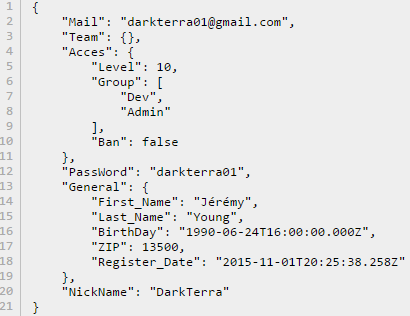 1 {
2     "Mail": "darkterra01@gmail.com",
3     "Team": {},
4     "Acces": {
5         "Level": 10,
6         "Group": [
7             "Dev",
8             "Admin"
9         ],
10         "Ban": false
11     },
12     "PassWord": "darkterra01",
13     "General": {
14         "First_Name": "Jérémy",
15         "Last_Name": "Young",
16         "BirthDay": "1990-06-24T16:00:00.000Z",
17         "ZIP": 13500,
18         "Register_Date": "2015-11-01T20:25:38.258Z"
19     },
20     "NickName": "DarkTerra"
21 }